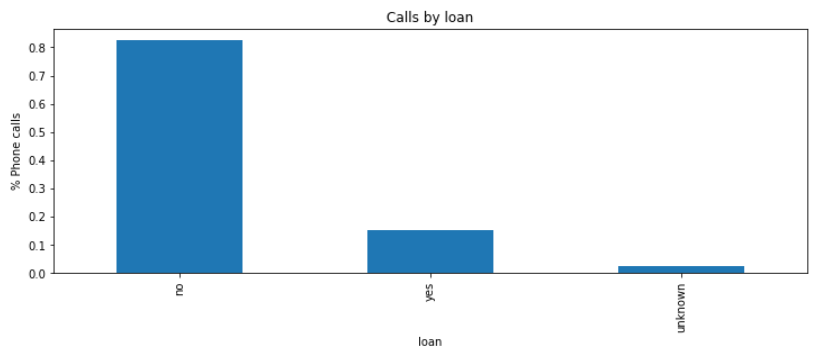 Calls by loan
% Phone calls
0.8
0.7
0.6
0.5
0.4
0.3
0.2
0.1
0.0
no
yes
unknown
loan